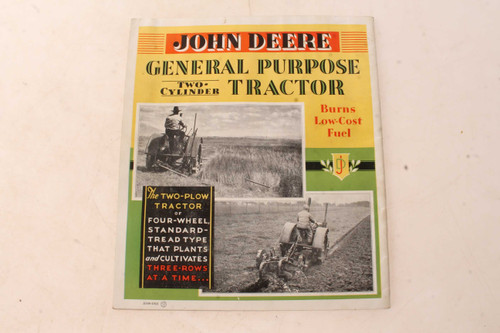 JOHN DEERE
GENERAL PURPOSE
TWO-
CYLINDER TRACTOR
Burns
Low-Cost
Fuel
The TWO-PLOW
TRACTOR
OF
FOUR-WHEEL,
STANDARD-
TREAD TYPE
THAT PLANTS
and CULTIVATES
THREE-ROWS
AT A TIME...